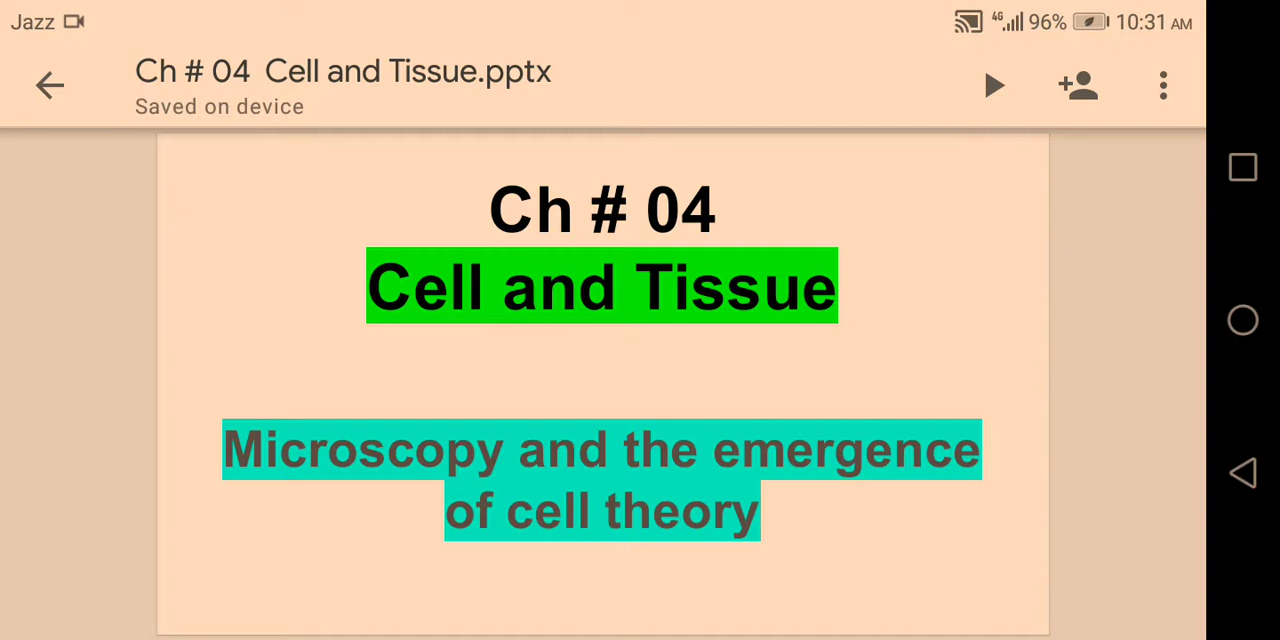 Jazz
4G 96% 10:31 AM
Ch # 04 Cell and Tissue.pptx
Saved on device
Ch # 04
Cell and Tissue
Microscopy and the emergence
of cell theory